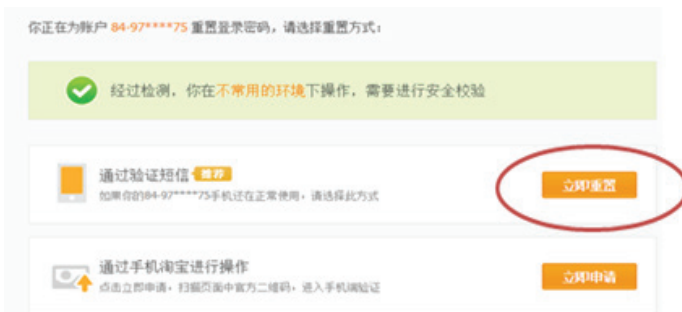 你正在为账户 84-97****75 重置登录密码，请选择重置方式：
经过检测，你在不常用的环境下操作，需要进行安全校验
通过验证短信 推荐
立即重置
如果你的84-97****75手机还在正常使用，请选择此方式
通过手机淘宝进行操作
立即申请
点击立即申请，扫描页面中官方二维码，进入手机端验证